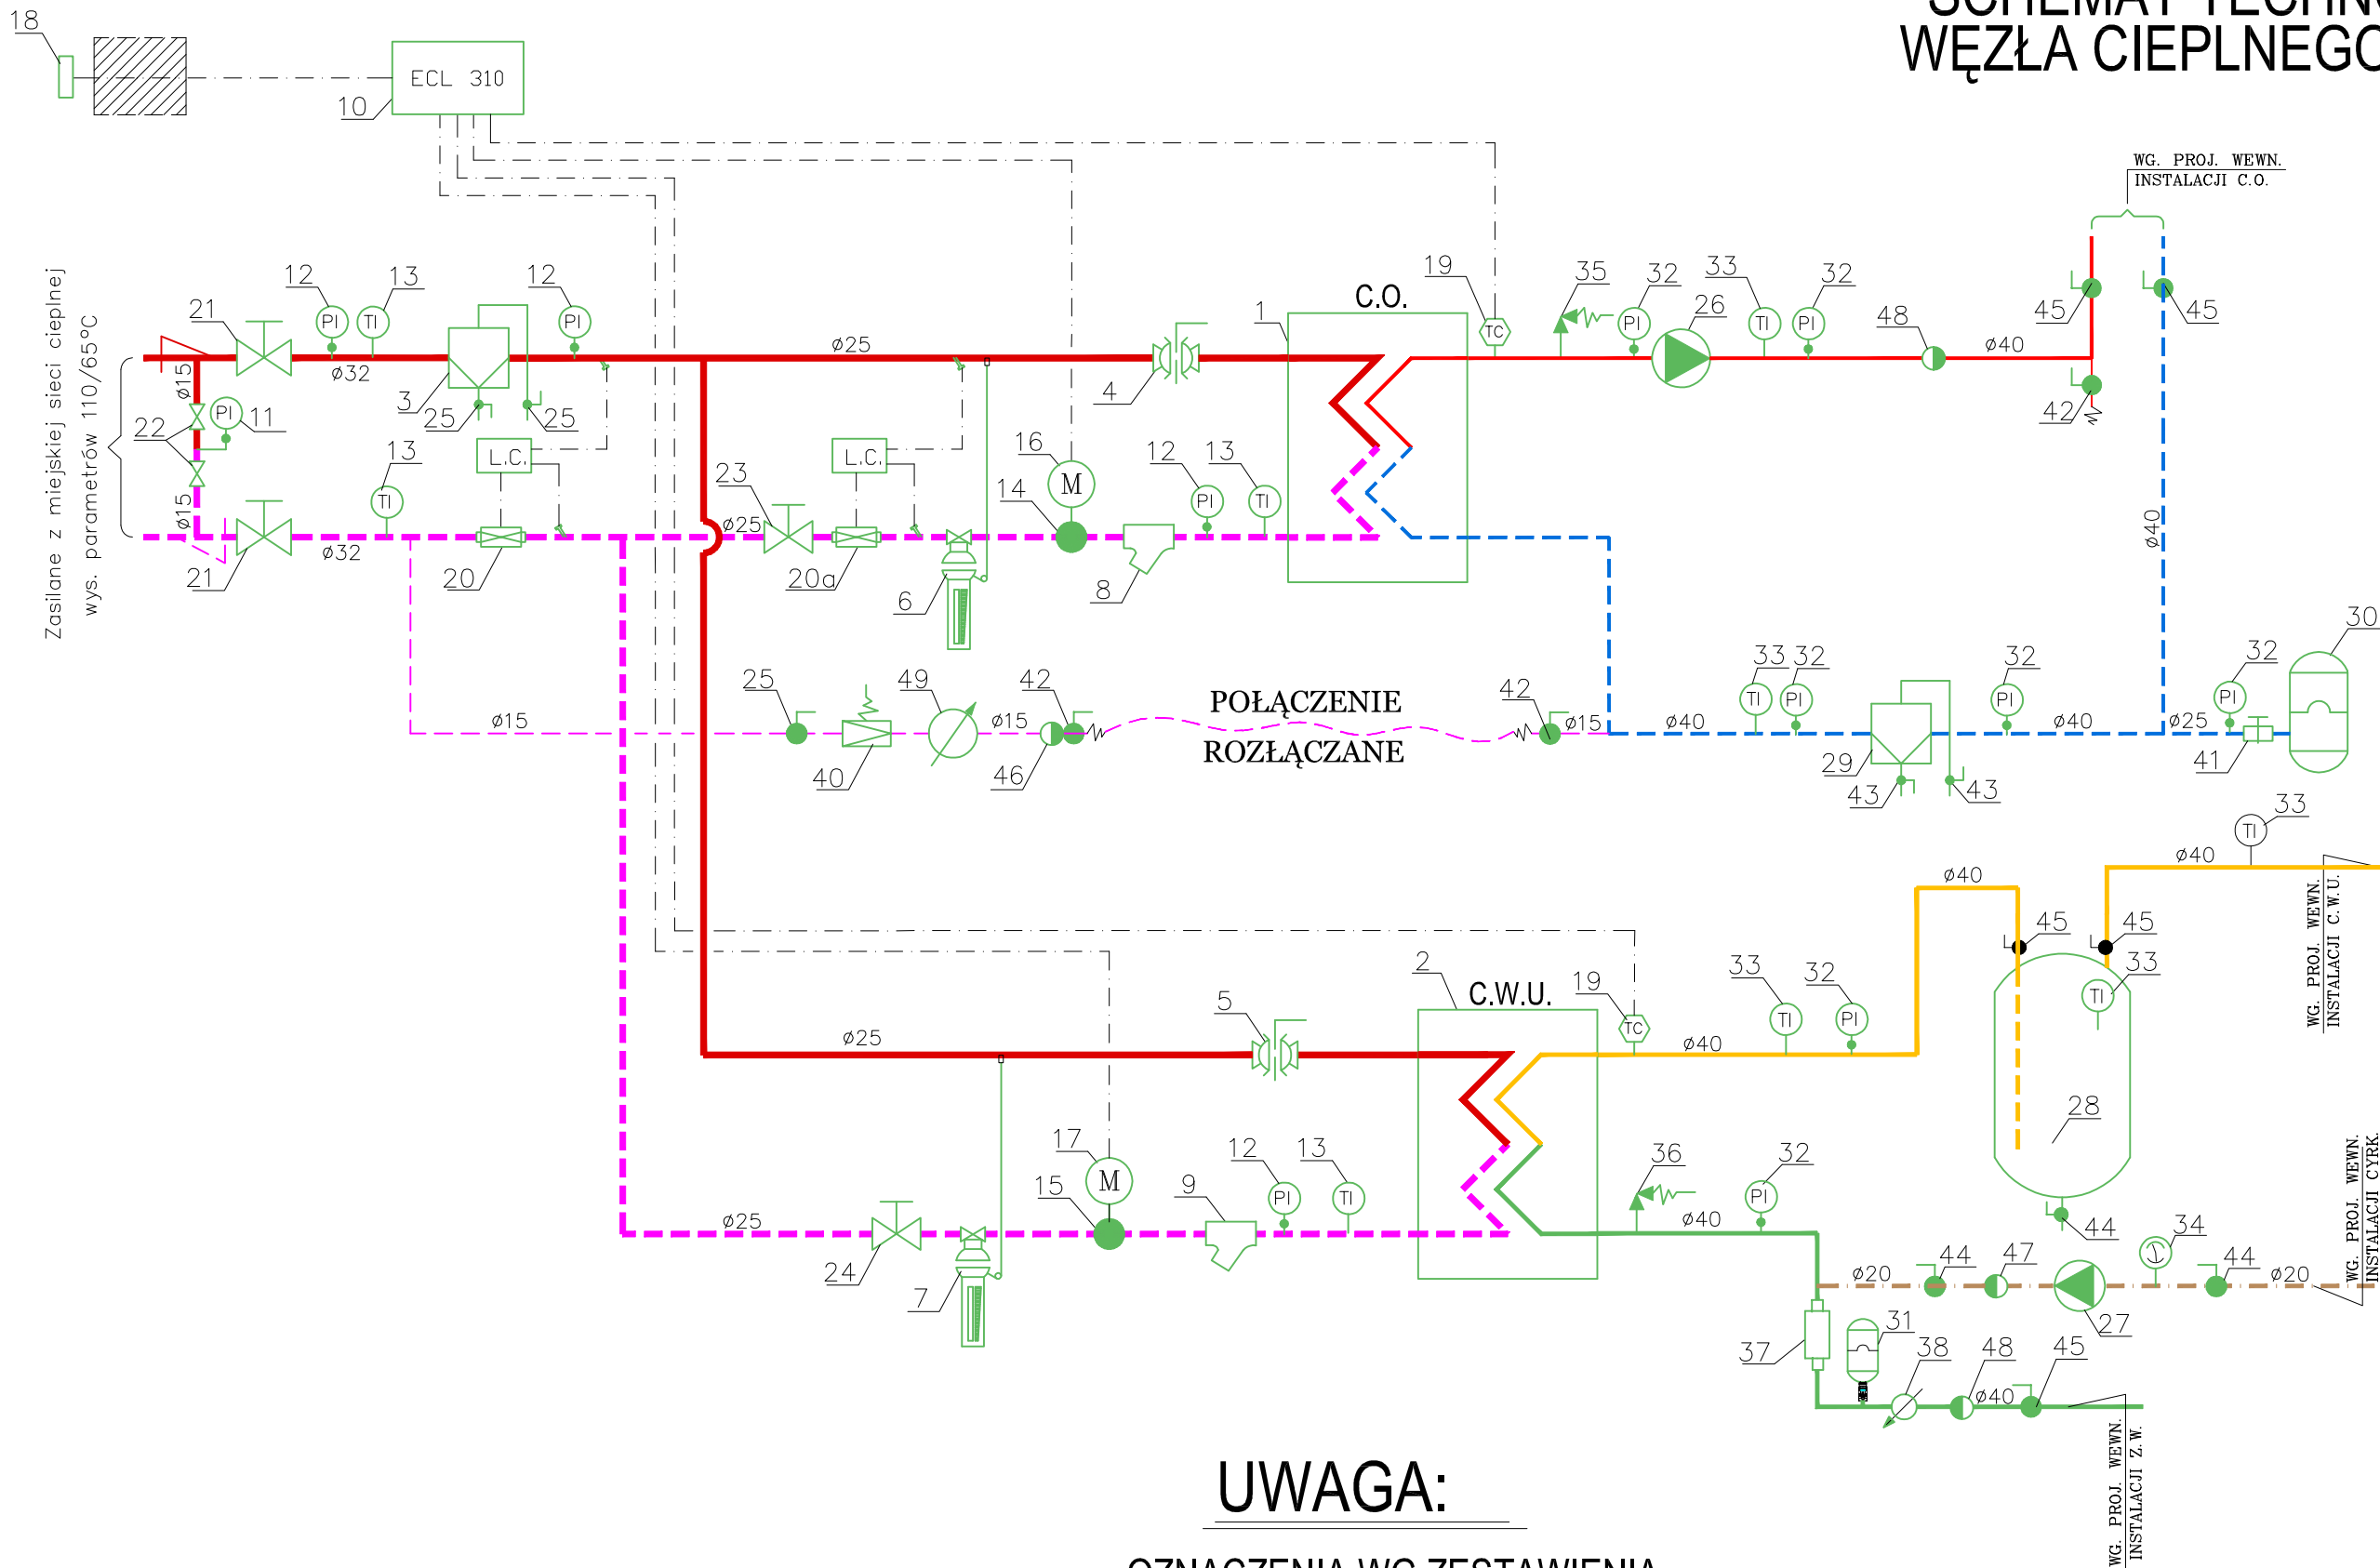 SCHEMAT TECHNO
WĘZŁA CIEPLNEGO
18
10
ECL 310
WG. PROJ. WEWN.
INSTALACJI C.O.
Zasilane z miejskiej sieci cieplnej
wys. parametrów 110/65°C
21
12
13
12
19
35
32
33
32
48
45
45
C.O.
1
26
ø25
ø32
ø40
ø15
3
25
25
4
42
22
PI
11
PI
TI
PI
TC
PI
TI
PI
13
TI
L.C.
L.C.
23
16
M
14
12
PI
13
TI
ø15
ø25
ø32
21
20
20a
6
8
ø40
30
25
49
42
POŁĄCZENIE
ROZŁĄCZANE
42
33
32
32
32
TI
PI
PI
PI
ø15
ø15
ø15
ø40
ø40
ø25
40
46
29
43
43
41
33
TI
ø40
ø40
WG. PROJ. WEWN.
INSTALACJI C.W.U.
45
45
33
TI
2
C.W.U.
19
TC
33
TI
32
PI
5
ø25
ø40
28
17
M
15
9
12
PI
13
TI
36
32
PI
ø25
ø40
24
7
44
34
44
47
44
ø20
ø20
27
WG. PROJ. WEWN.
INSTALACJI CYRK.
37
31
38
48
45
ø40
WG. PROJ. WEWN.
INSTALACJI Z.W.
UWAGA:
OZNACZENIA WG ZESTAWIENIA